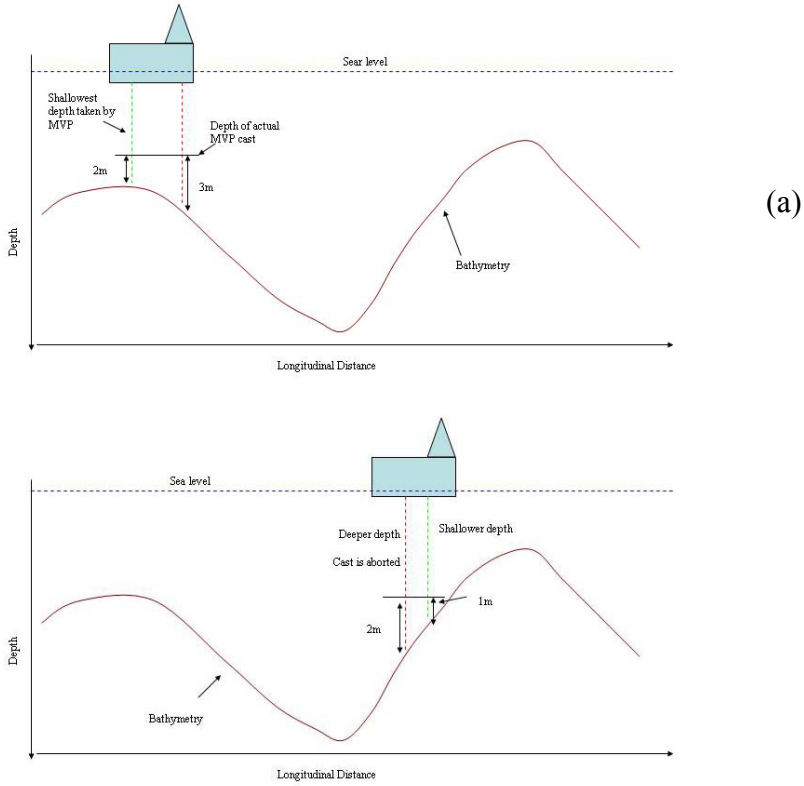 Sear level
Shallowest
depth taken by
MVP
Depth of actual
MVP cast
2m
3m
(a)
Bathymetry
Depth
Longitudinal Distance
Sea level
Deeper depth
Shallower depth
Cast is aborted
1m
2m
Depth
Bathymetry
Longitudinal Distance